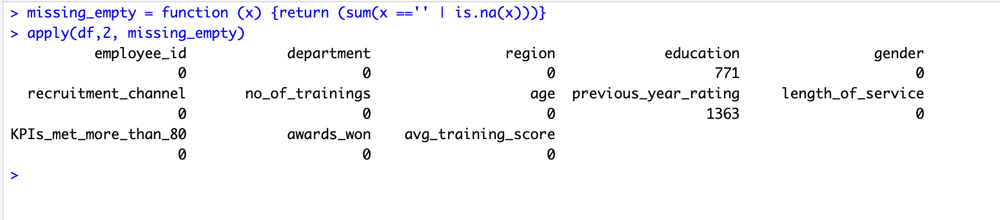 > missing_empty = function (x) {return (sum(x =='' | is.na(x)))}
> apply(df,2, missing_empty)
employee_id department region education gender
0 0 0 771 0
recruitment_channel no_of_trainings age previous_year_rating length_of_service
0 0 0 1363 0
KPIs_met_more_than_80 awards_won avg_training_score
0 0 0
>